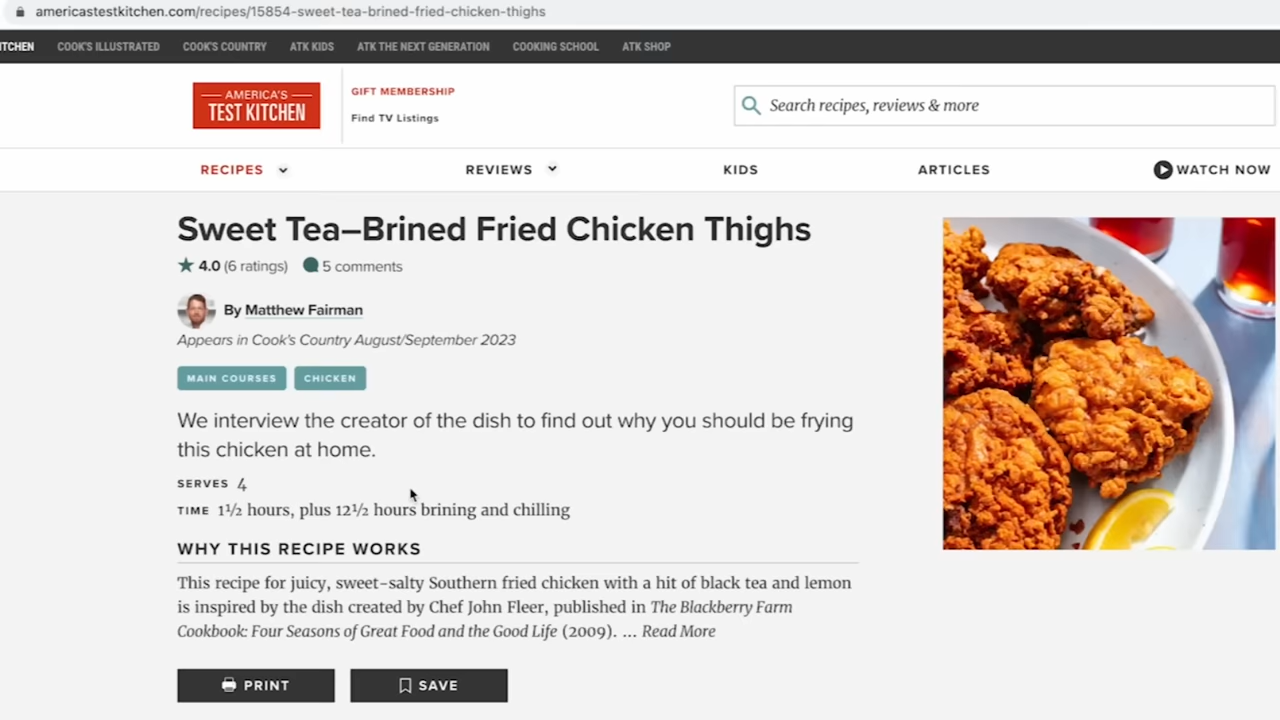 americastestkitchen.com/recipes/15854-sweet-tea-brined-fried-chicken-thighs
ITCHEN COOK'S ILLUSTRATED COOK'S COUNTRY ATK KIDS ATK THE NEXT GENERATION COOKING SCHOOL ATK SHOP
AMERICA'S
TEST KITCHEN
GIFT MEMBERSHIP
Find TV Listings
Search recipes, reviews & more
RECIPES REVIEWS KIDS ARTICLES WATCH NOW
Sweet Tea–Brined Fried Chicken Thighs
4.0 (6 ratings) 5 comments
By Matthew Fairman
Appears in Cook's Country August/September 2023
MAIN COURSES CHICKEN
We interview the creator of the dish to find out why you should be frying
this chicken at home.
SERVES 4
TIME 1½ hours, plus 12½ hours brining and chilling
WHY THIS RECIPE WORKS
This recipe for juicy, sweet-salty Southern fried chicken with a hit of black tea and lemon
is inspired by the dish created by Chef John Fleer, published in The Blackberry Farm
Cookbook: Four Seasons of Great Food and the Good Life (2009). ... Read More
PRINT SAVE